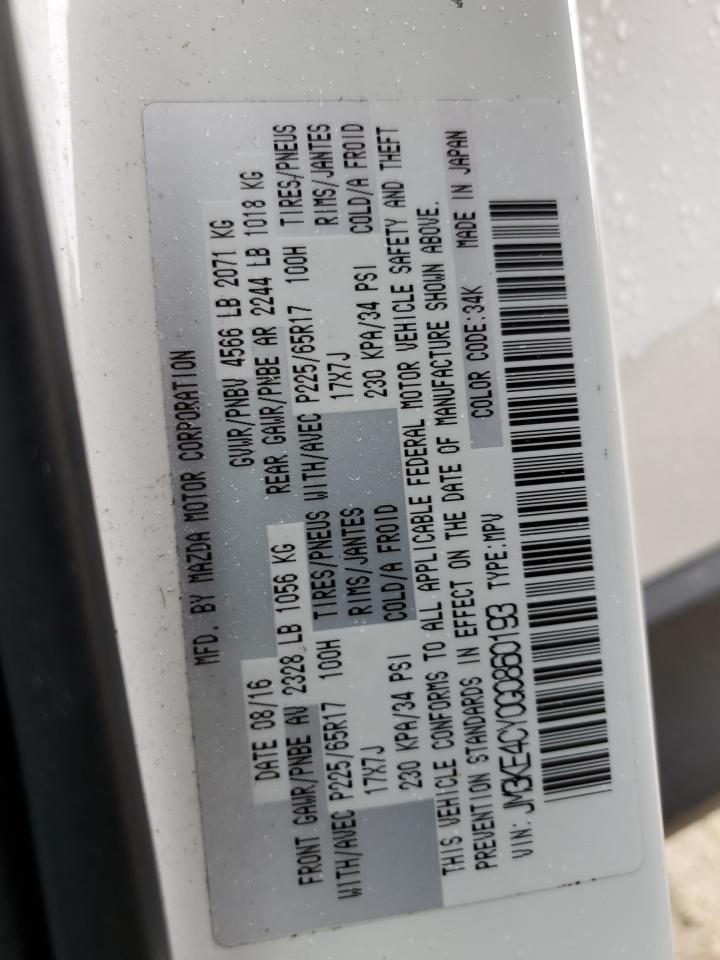 MFD. BY MAZDA MOTOR CORPORATION
DATE 08/16 GVWR/PNBV 4566 LB 2071 KG
FRONT GAWR/PNBE AV 2328 LB 1056 KG REAR GAWR/PNBE AR 2244 LB 1018 KG
WITH/AVEC P225/65R17 100H TIRES/PNEUS WITH/AVEC P225/65R17 100H TIRES/PNEUS
17X7J RIMS/JANTES 17X7J RIMS/JANTES
230 KPA/34 PSI COLD/A FROID 230 KPA/34 PSI COLD/A FROID
THIS VEHICLE CONFORMS TO ALL APPLICABLE FEDERAL MOTOR VEHICLE SAFETY AND THEFT
PREVENTION STANDARDS IN EFFECT ON THE DATE OF MANUFACTURE SHOWN ABOVE.
VIN: JM3KE4CY0G0860193 TYPE:MPV COLOR CODE:34K MADE IN JAPAN